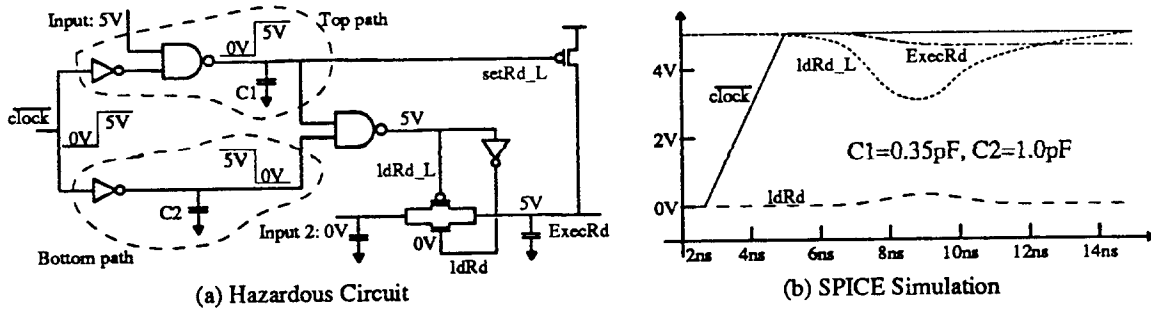 Input: 5V
0V 5V
Top path
setRd_L
C1
clock
0V 5V
5V
ldRd_L
5V 0V
C2
Bottom path
Input 2: 0V
0V
5V
ExecRd
ldRd
(a) Hazardous Circuit
4V
2V
0V
clock
ldRd_L
ExecRd
C1=0.35pF, C2=1.0pF
ldRd
2ns 4ns 6ns 8ns 10ns 12ns 14ns
(b) SPICE Simulation